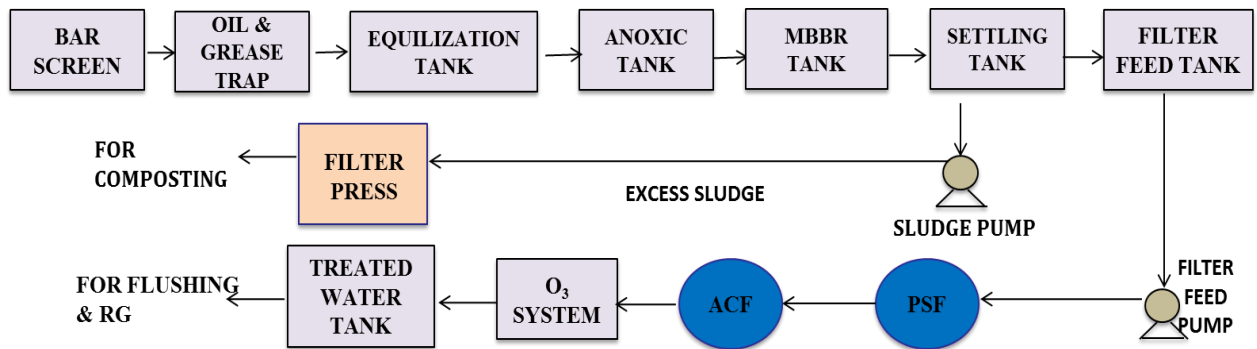 BAR
SCREEN
OIL &
GREASE
TRAP
EQUILIZATION
TANK
ANOXIC
TANK
MBBR
TANK
SETTLING
TANK
FILTER
FEED TANK
FOR
COMPOSTING
FILTER
PRESS
EXCESS SLUDGE
SLUDGE PUMP
FOR FLUSHING
& RG
TREATED
WATER
TANK
O₃
SYSTEM
ACF
PSF
FILTER
FEED
PUMP